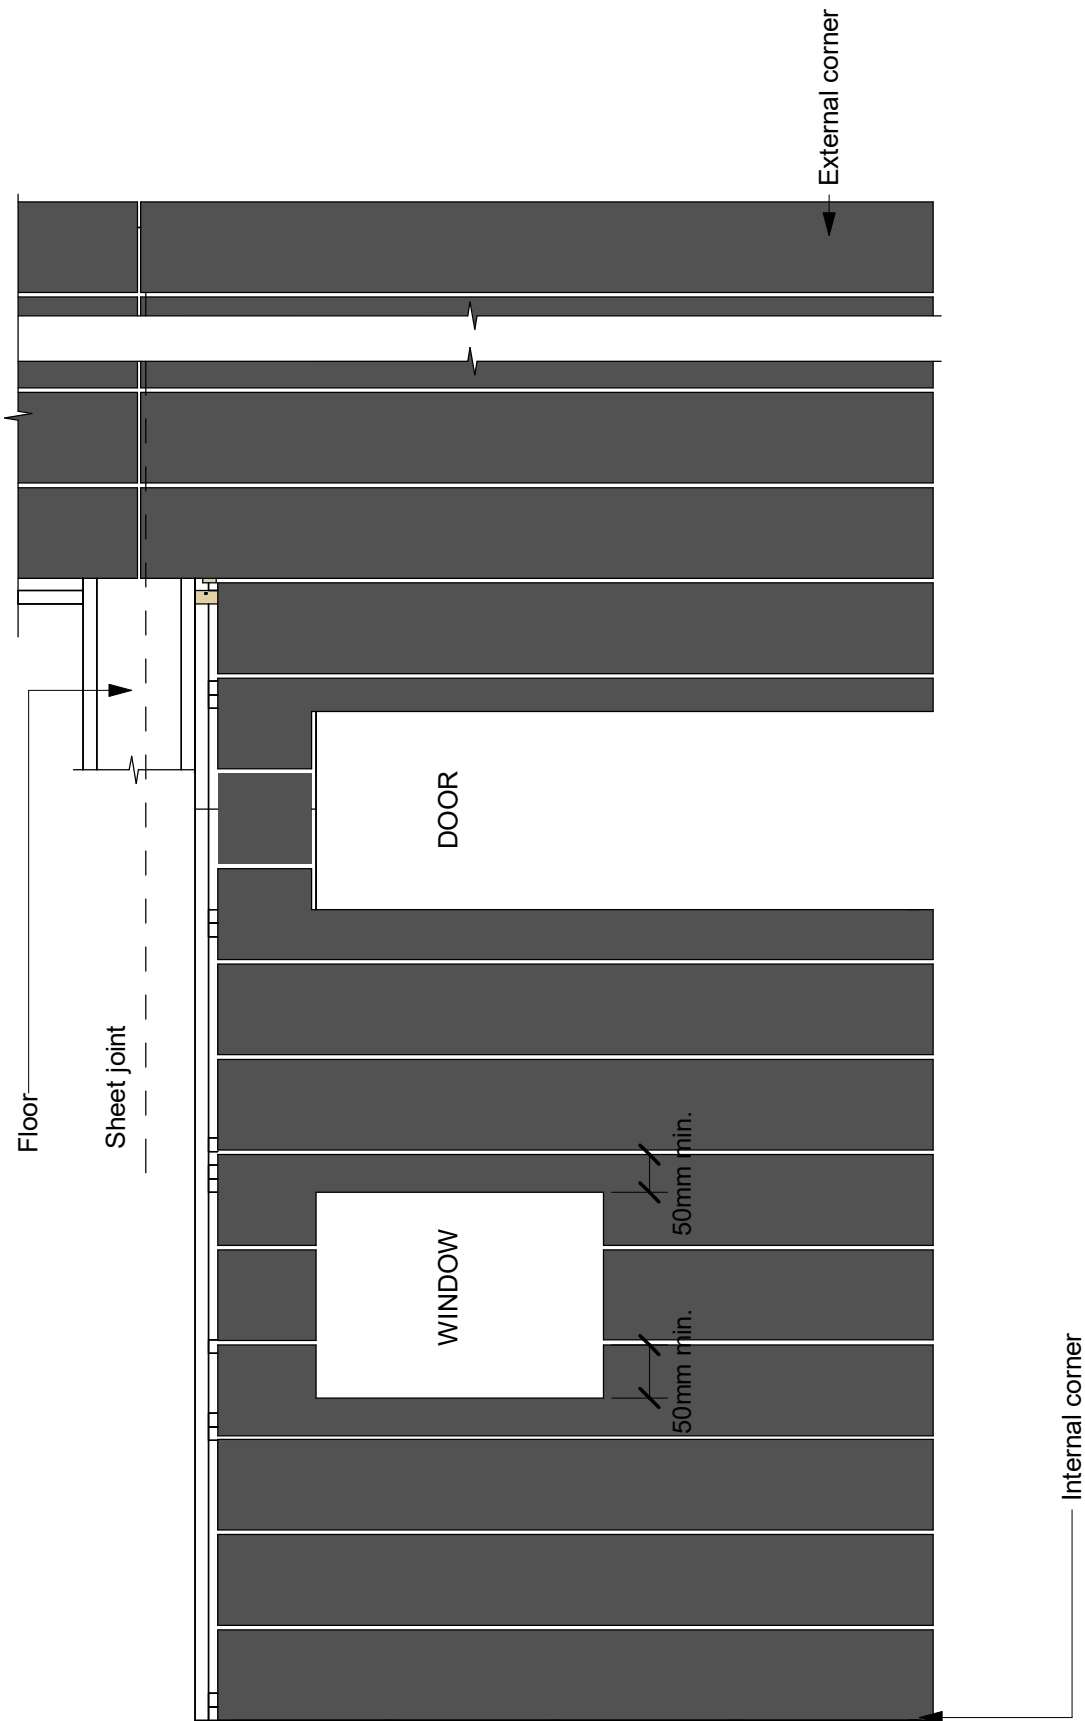 Floor
Sheet joint
DOOR
WINDOW
50mm min.
50mm min.
External corner
Internal corner